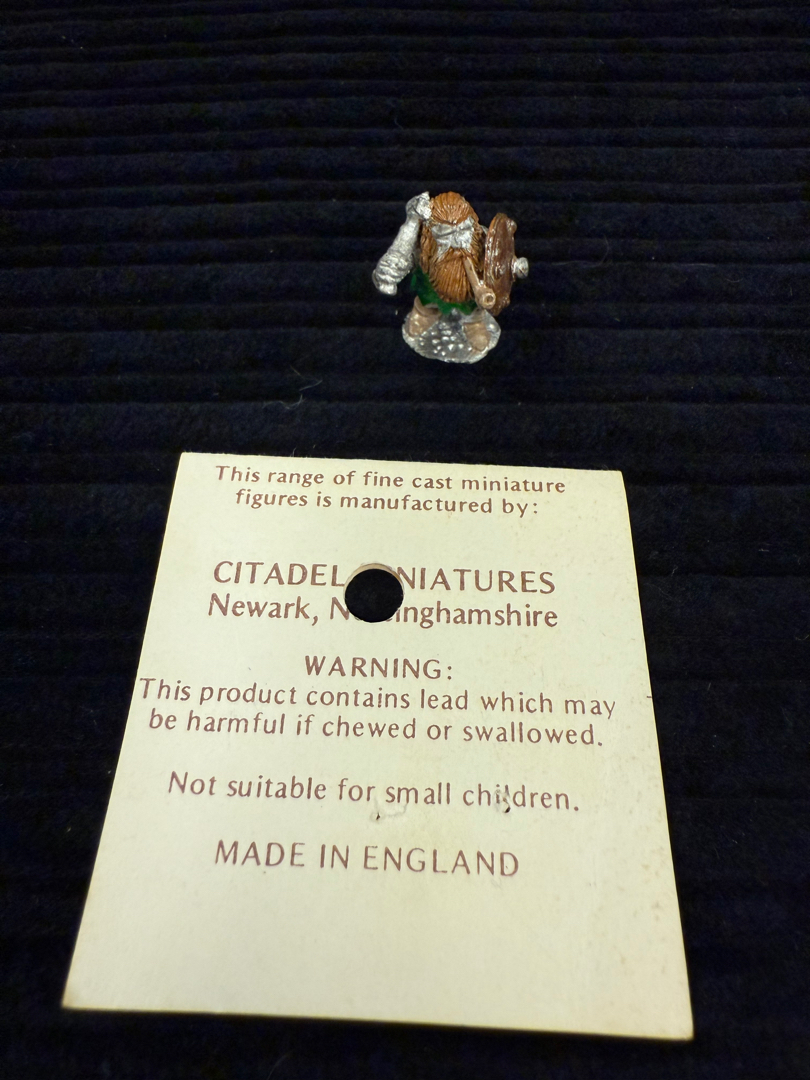 This range of fine cast miniature
figures is manufactured by:
CITADEL NIATURES
Newark, N inghamshire
WARNING:
This product contains lead which may
be harmful if chewed or swallowed.
Not suitable for small children.
MADE IN ENGLAND